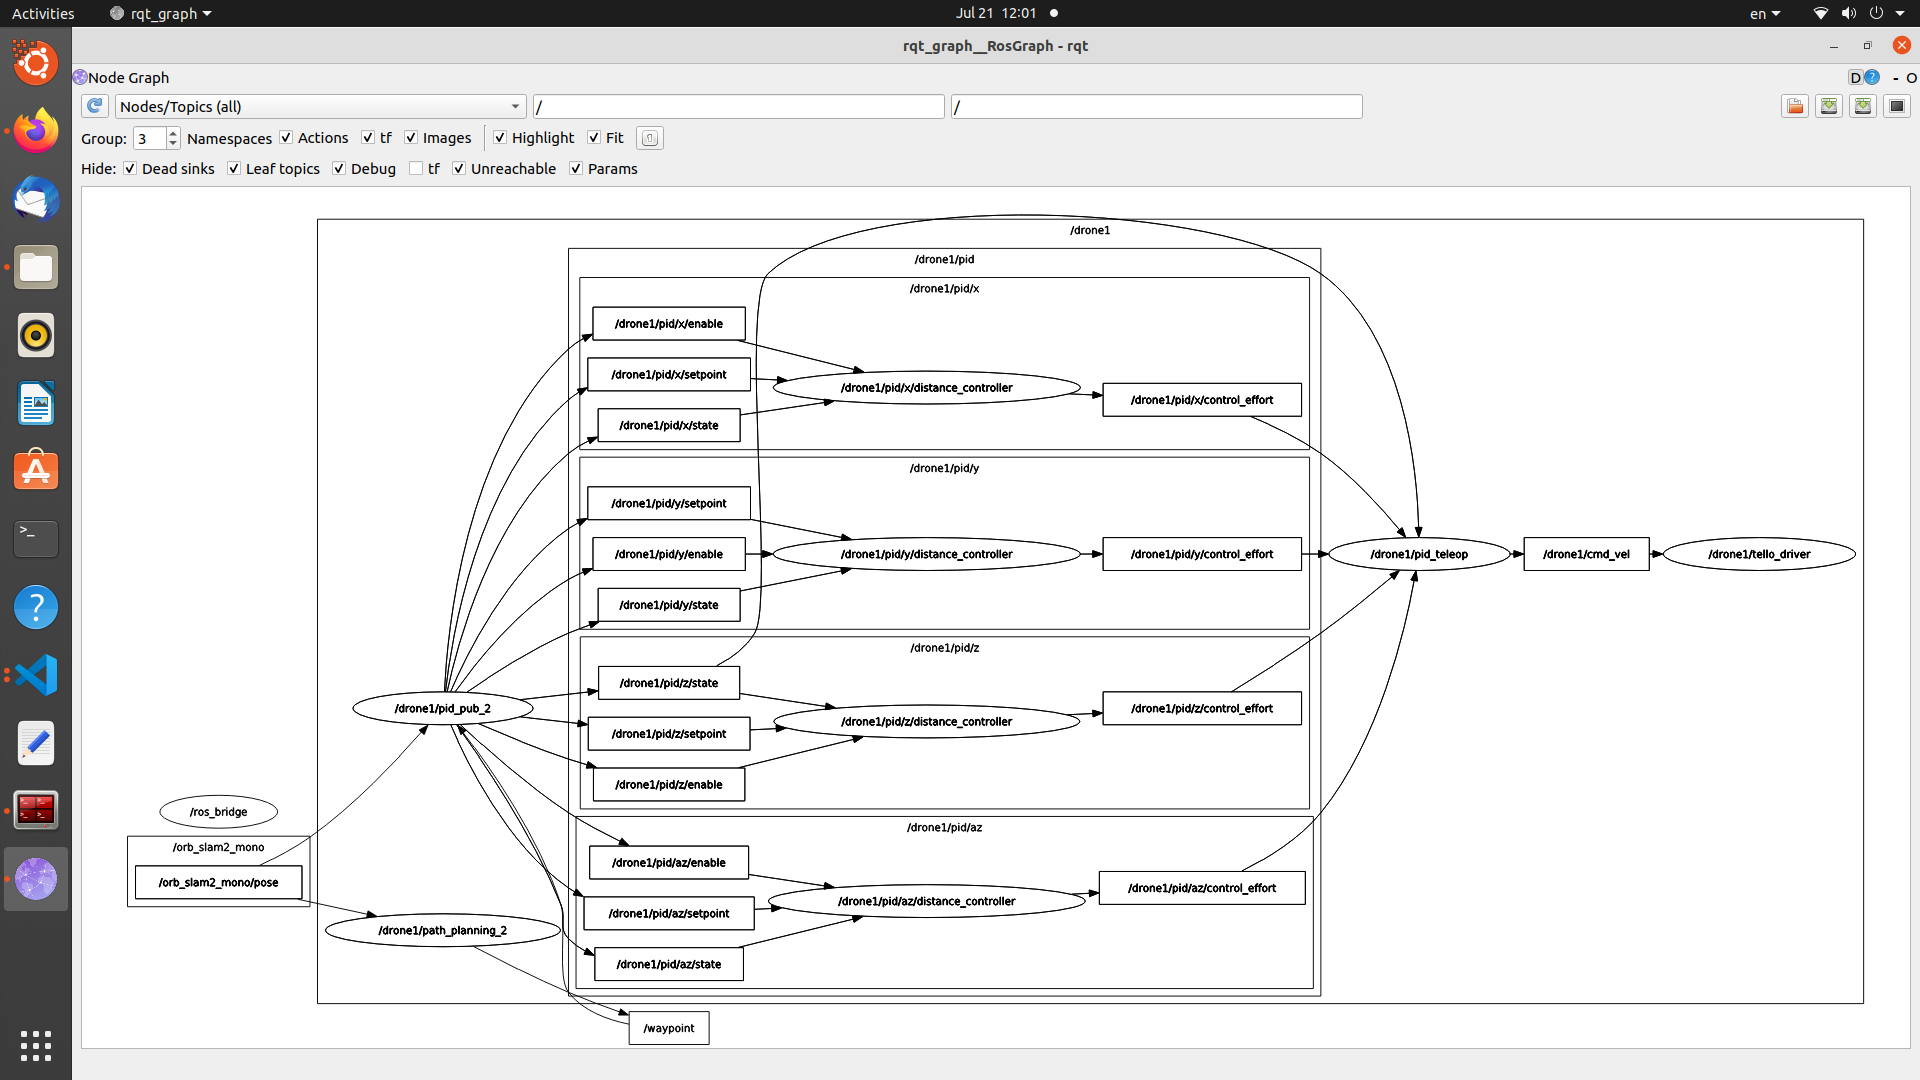 Activities rqt_graph Jul 21 12:01 en
rqt_graph__RosGraph - rqt
Node Graph D ? - O
Nodes/Topics (all) / /
Group: 3 Namespaces Actions tf Images Highlight Fit
Hide: Dead sinks Leaf topics Debug tf Unreachable Params
/drone1
/drone1/pid
/drone1/pid/x
/drone1/pid/x/enable
/drone1/pid/x/setpoint
/drone1/pid/x/distance_controller
/drone1/pid/x/control_effort
/drone1/pid/x/state
/drone1/pid/y
/drone1/pid/y/setpoint
/drone1/pid/y/enable
/drone1/pid/y/distance_controller
/drone1/pid/y/control_effort
/drone1/pid_teleop
/drone1/cmd_vel
/drone1/tello_driver
/drone1/pid/y/state
/drone1/pid/z
/drone1/pid/z/state
/drone1/pid_pub_2
/drone1/pid/z/setpoint
/drone1/pid/z/distance_controller
/drone1/pid/z/control_effort
/drone1/pid/z/enable
/ros_bridge
/drone1/pid/az
/orb_slam2_mono
/orb_slam2_mono/pose
/drone1/pid/az/enable
/drone1/pid/az/setpoint
/drone1/pid/az/distance_controller
/drone1/pid/az/control_effort
/drone1/path_planning_2
/drone1/pid/az/state
/waypoint